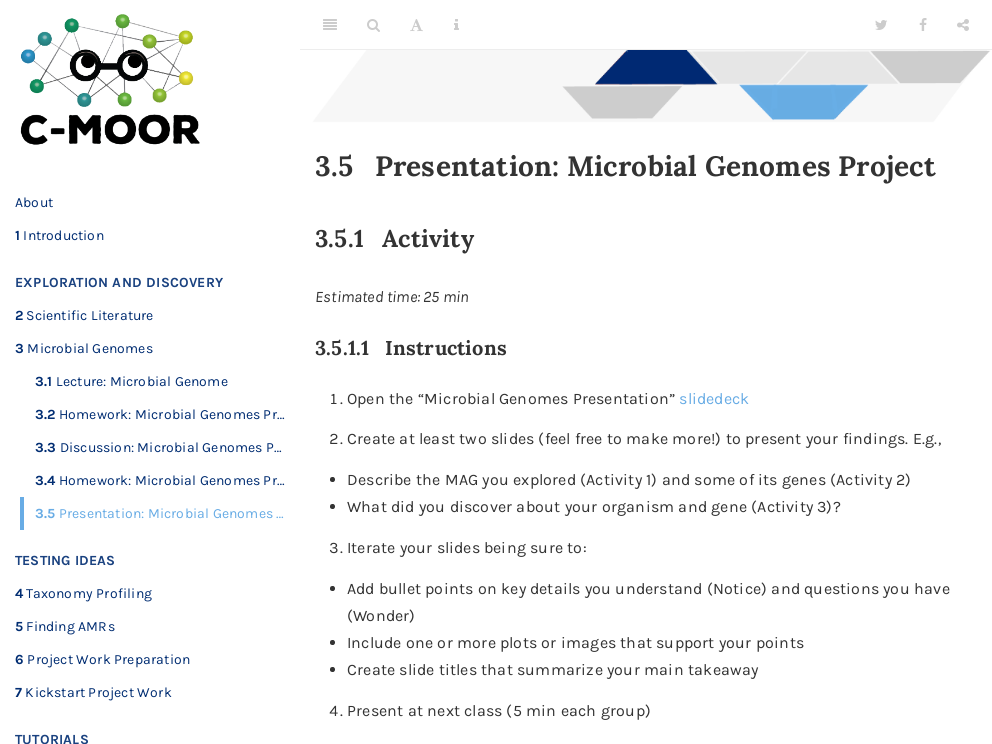 C-MOOR
About
1 Introduction
EXPLORATION AND DISCOVERY
2 Scientific Literature
3 Microbial Genomes
3.1 Lecture: Microbial Genome
3.2 Homework: Microbial Genomes Pr...
3.3 Discussion: Microbial Genomes P...
3.4 Homework: Microbial Genomes Pr...
3.5 Presentation: Microbial Genomes ...
TESTING IDEAS
4 Taxonomy Profiling
5 Finding AMRs
6 Project Work Preparation
7 Kickstart Project Work
TUTORIALS
3.5 Presentation: Microbial Genomes Project
3.5.1 Activity
Estimated time: 25 min
3.5.1.1 Instructions
1. Open the “Microbial Genomes Presentation” slidedeck
2. Create at least two slides (feel free to make more!) to present your findings. E.g.,
• Describe the MAG you explored (Activity 1) and some of its genes (Activity 2)
• What did you discover about your organism and gene (Activity 3)?
3. Iterate your slides being sure to:
• Add bullet points on key details you understand (Notice) and questions you have
(Wonder)
• Include one or more plots or images that support your points
• Create slide titles that summarize your main takeaway
4. Present at next class (5 min each group)